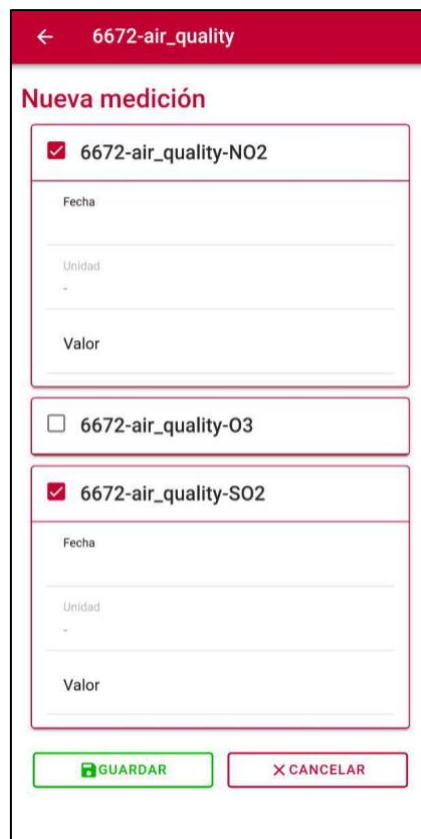 6672-air_quality
Nueva medición
6672-air_quality-NO2
Fecha
Unidad
-
Valor
6672-air_quality-O3
6672-air_quality-SO2
Fecha
Unidad
-
Valor
GUARDAR
CANCELAR